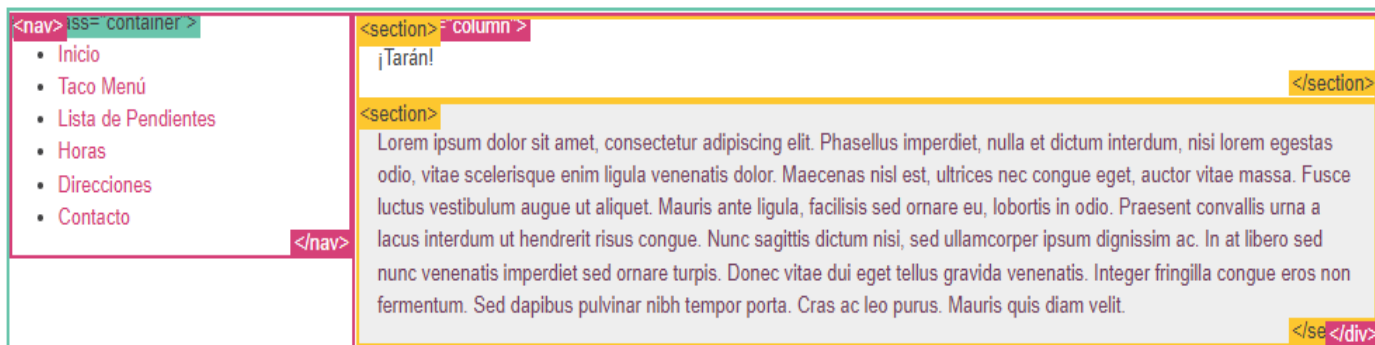 <nav> iss="container">
Inicio
Taco Menú
Lista de Pendientes
Horas
Direcciones
Contacto
</nav>
<section> ="column">
¡Tarán!
</section>
<section>
Lorem ipsum dolor sit amet, consectetur adipiscing elit. Phasellus imperdiet, nulla et dictum interdum, nisi lorem egestas
odio, vitae scelerisque enim ligula venenatis dolor. Maecenas nisl est, ultrices nec congue eget, auctor vitae massa. Fusce
luctus vestibulum augue ut aliquet. Mauris ante ligula, facilisis sed ornare eu, lobortis in odio. Praesent convallis urna a
lacus interdum ut hendrerit risus congue. Nunc sagittis dictum nisi, sed ullamcorper ipsum dignissim ac. In at libero sed
nunc venenatis imperdiet sed ornare turpis. Donec vitae dui eget tellus gravida venenatis. Integer fringilla congue eros non
fermentum. Sed dapibus pulvinar nibh tempor porta. Cras ac leo purus. Mauris quis diam velit.
</se </div>